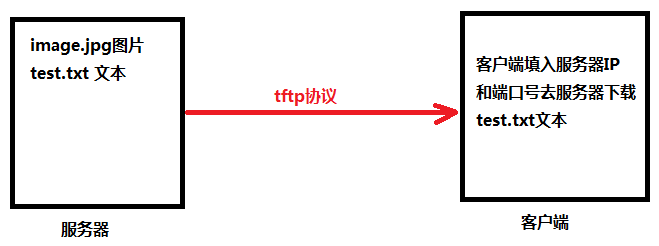 image.jpg图片
test.txt 文本
tftp协议
客户端填入服务器IP
和端口号去服务器下载
test.txt文本
服务器
客户端